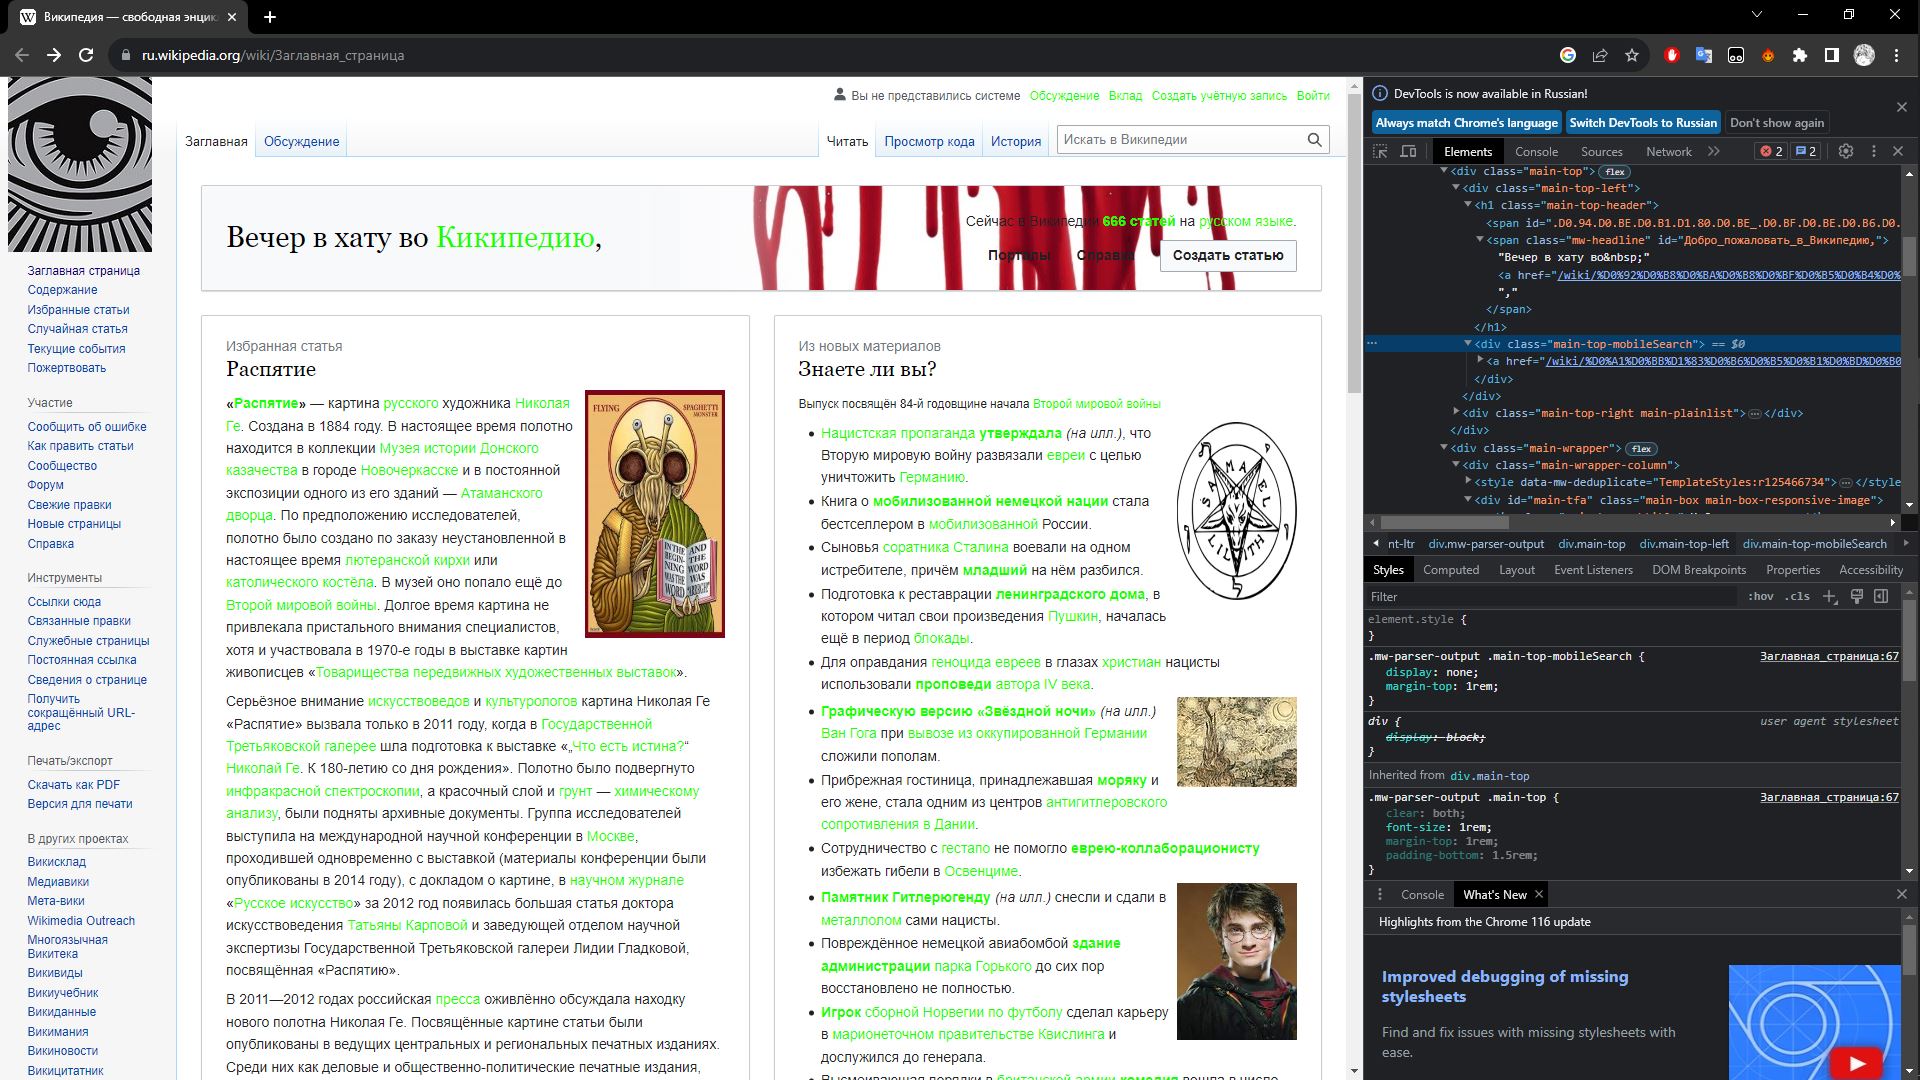 Википедия — свободная энцикл
ru.wikipedia.org/wiki/Заглавная_страница
Вы не представились системе Обсуждение Вклад Создать учётную запись Войти
Заглавная Обсуждение Читать Просмотр кода История Искать в Википедии
Вечер в хату во Кикипедию,
Сейчас в Википедии 666 статей на русском языке.
Порталы Справка Создать статью
Заглавная страница
Содержание
Избранные статьи
Случайная статья
Текущие события
Пожертвовать
Участие
Сообщить об ошибке
Как править статьи
Сообщество
Форум
Свежие правки
Новые страницы
Справка
Инструменты
Ссылки сюда
Связанные правки
Служебные страницы
Постоянная ссылка
Сведения о странице
Получить
сокращённый URL-
адрес
Печать/экспорт
Скачать как PDF
Версия для печати
В других проектах
Викисклад
Медиавики
Мета-вики
Wikimedia Outreach
Многоязычная
Викитека
Викивиды
Викиучебник
Викиданные
Викимания
Викиновости
Викицитатник
Избранная статья
Распятие
«Распятие» — картина русского художника Николая
Ге. Создана в 1884 году. В настоящее время полотно
находится в коллекции Музея истории Донского
казачества в городе Новочеркасске и в постоянной
экспозиции одного из его зданий — Атаманского
дворца. По предположению исследователей,
полотно было создано по заказу неустановленной в
настоящее время лютеранской кирхи или
католического костёла. В музей оно попало ещё до
Второй мировой войны. Долгое время картина не
привлекала пристального внимания специалистов,
хотя и участвовала в 1970-е годы в выставке картин
живописцев «Товарищества передвижных художественных выставок».
FLYING SPAGHETTI
MONSTER
IN THE
BEGIN-
NING
WAS THE
WORD
AND
THE
WORD
WAS
"ARRRGH!"
Серьёзное внимание искусствоведов и культурологов картина Николая Ге
«Распятие» вызвала только в 2011 году, когда в Государственной
Третьяковской галерее шла подготовка к выставке «„Что есть истина?“
Николай Ге. К 180-летию со дня рождения». Полотно было подвергнуто
инфракрасной спектроскопии, а красочный слой и грунт — химическому
анализу, были подняты архивные документы. Группа исследователей
выступила на международной научной конференции в Москве,
проходившей одновременно с выставкой (материалы конференции были
опубликованы в 2014 году), с докладом о картине, в научном журнале
«Русское искусство» за 2012 год появилась большая статья доктора
искусствоведения Татьяны Карповой и заведующей отделом научной
экспертизы Государственной Третьяковской галереи Лидии Гладковой,
посвящённая «Распятию».
В 2011—2012 годах российская пресса оживлённо обсуждала находку
нового полотна Николая Ге. Посвящённые картине статьи были
опубликованы в ведущих центральных и региональных печатных изданиях.
Среди них как деловые и общественно-политические печатные издания,
Из новых материалов
Знаете ли вы?
Выпуск посвящён 84-й годовщине начала Второй мировой войны
Нацистская пропаганда утверждала (на илл.), что
Вторую мировую войну развязали евреи с целью
уничтожить Германию.
Книга о мобилизованной немецкой нации стала
бестселлером в мобилизованной России.
Сыновья соратника Сталина воевали на одном
истребителе, причём младший на нём разбился.
Подготовка к реставрации ленинградского дома, в
котором читал свои произведения Пушкин, началась
ещё в период блокады.
Для оправдания геноцида евреев в глазах христиан нацисты
использовали проповеди автора IV века.
Графическую версию «Звёздной ночи» (на илл.)
Ван Гога при вывозе из оккупированной Германии
сложили пополам.
Прибрежная гостиница, принадлежавшая моряку и
его жене, стала одним из центров антигитлеровского
сопротивления в Дании.
Сотрудничество с гестапо не помогло еврею-коллаборационисту
избежать гибели в Освенциме.
Памятник Гитлерюгенду (на илл.) снесли и сдали в
металлолом сами нацисты.
Повреждённое немецкой авиабомбой здание
администрации парка Горького до сих пор
восстановлено не полностью.
Игрок сборной Норвегии по футболу сделал карьеру
в марионеточном правительстве Квислинга и
дослужился до генерала.
SAMAEL
LILITH
DevTools is now available in Russian!
Always match Chrome's language Switch DevTools to Russian Don't show again
Elements Console Sources Network 2 2
<div class="main-top"> flex
<div class="main-top-left">
<h1 class="main-top-header">
<span id=".D0.94.D0.BE.D0.B1.D1.80.D0.BE_.D0.BF.D0.BE.D0.B6.D0.
<span class="mw-headline" id="Добро_пожаловать_в_Википедию,">
"Вечер в хату во&nbsp;"
<a href="/wiki/%D0%92%D0%B8%D0%BA%D0%B8%D0%BF%D0%B5%D0%B4%D0%
","
</span>
</h1>
<div class="main-top-mobileSearch"> == $0
<a href="/wiki/%D0%A1%D0%BB%D1%83%D0%B6%D0%B5%D0%B1%D0%BD%D0%B0
</div>
</div>
<div class="main-top-right main-plainlist"> </div>
</div>
<div class="main-wrapper"> flex
<div class="main-wrapper-column">
<style data-mw-deduplicate="TemplateStyles:r125466734"> </style
<div id="main-tfa" class="main-box main-box-responsive-image">
nt-ltr div.mw-parser-output div.main-top div.main-top-left div.main-top-mobileSearch
Styles Computed Layout Event Listeners DOM Breakpoints Properties Accessibility
Filter :hov .cls
element.style {
}
.mw-parser-output .main-top-mobileSearch { Заглавная_страница:67
display: none;
margin-top: 1rem;
}
div { user agent stylesheet
display: block;
}
Inherited from div.main-top
.mw-parser-output .main-top { Заглавная_страница:67
clear: both;
font-size: 1rem;
margin-top: 1rem;
padding-bottom: 1.5rem;
}
Console What's New
Highlights from the Chrome 116 update
Improved debugging of missing
stylesheets
Find and fix issues with missing stylesheets with
ease.